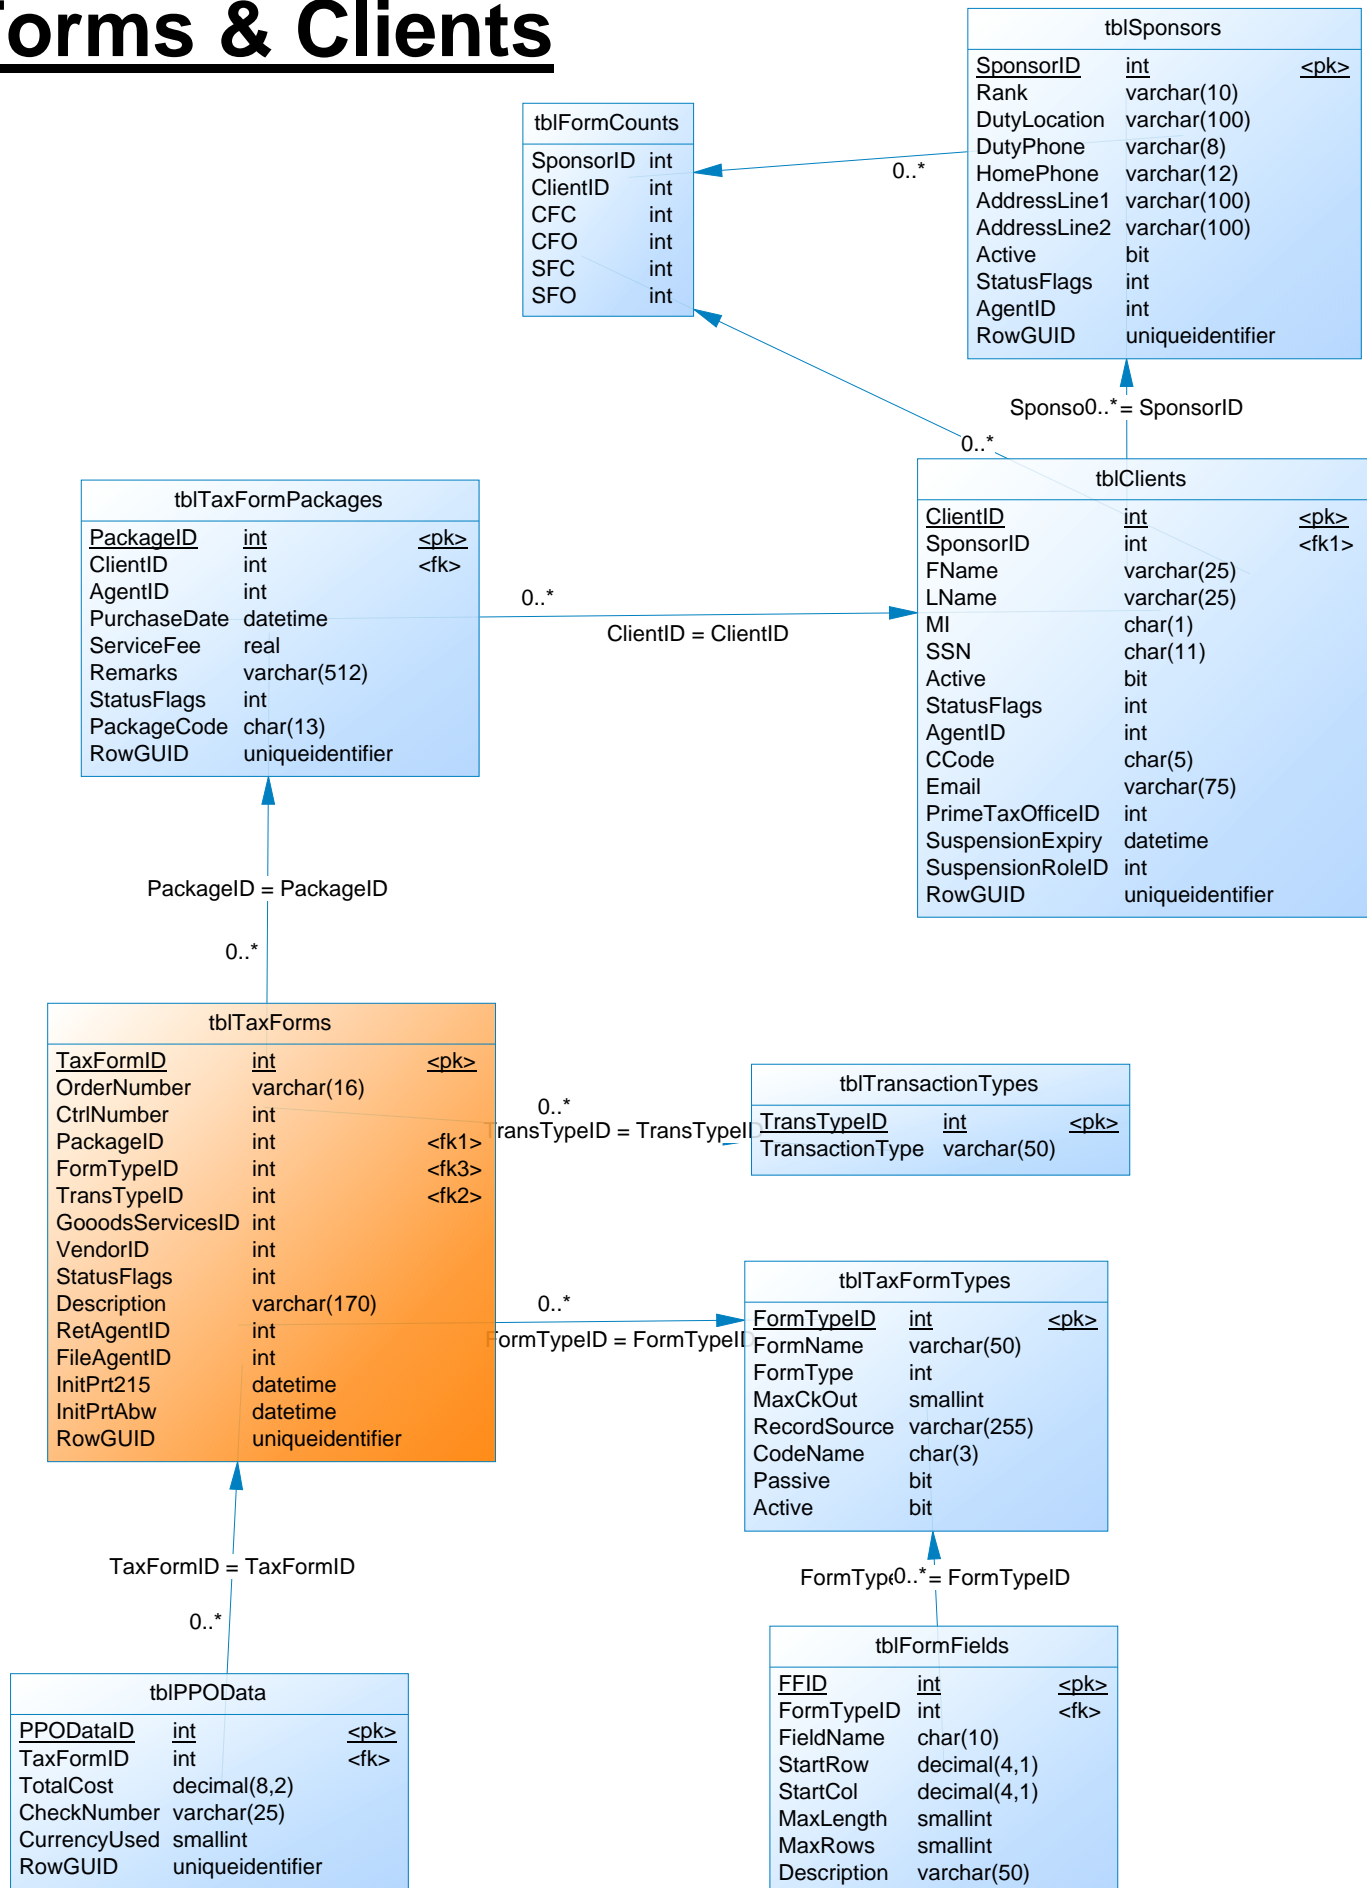 orms & Clients
tblSponsors
SponsorID int <pk>
Rank varchar(10)
DutyLocation varchar(100)
DutyPhone varchar(8)
HomePhone varchar(12)
AddressLine1 varchar(100)
AddressLine2 varchar(100)
Active bit
StatusFlags int
AgentID int
RowGUID uniqueidentifier
tblFormCounts
SponsorID int
ClientID int
CFC int
CFO int
SFC int
SFO int
0..*
Sponso0..*= SponsorID
0..*
tblClients
ClientID int <pk>
SponsorID int <fk1>
FName varchar(25)
LName varchar(25)
MI char(1)
SSN char(11)
Active bit
StatusFlags int
AgentID int
CCode char(5)
Email varchar(75)
PrimeTaxOfficeID int
SuspensionExpiry datetime
SuspensionRoleID int
RowGUID uniqueidentifier
tblTaxFormPackages
PackageID int <pk>
ClientID int <fk>
AgentID int
PurchaseDate datetime
ServiceFee real
Remarks varchar(512)
StatusFlags int
PackageCode char(13)
RowGUID uniqueidentifier
0..*
ClientID = ClientID
PackageID = PackageID
0..*
tblTaxForms
TaxFormID int <pk>
OrderNumber varchar(16)
CtrlNumber int
PackageID int <fk1>
FormTypeID int <fk3>
TransTypeID int <fk2>
GooodsServicesID int
VendorID int
StatusFlags int
Description varchar(170)
RetAgentID int
FileAgentID int
InitPrt215 datetime
InitPrtAbw datetime
RowGUID uniqueidentifier
0..*
TransTypeID = TransTypeID
tblTransactionTypes
TransTypeID int <pk>
TransactionType varchar(50)
0..*
FormTypeID = FormTypeID
tblTaxFormTypes
FormTypeID int <pk>
FormName varchar(50)
FormType int
MaxCkOut smallint
RecordSource varchar(255)
CodeName char(3)
Passive bit
Active bit
TaxFormID = TaxFormID
0..*
FormType0..*= FormTypeID
tblPPOData
PPODataID int <pk>
TaxFormID int <fk>
TotalCost decimal(8,2)
CheckNumber varchar(25)
CurrencyUsed smallint
RowGUID uniqueidentifier
tblFormFields
FFID int <pk>
FormTypeID int <fk>
FieldName char(10)
StartRow decimal(4,1)
StartCol decimal(4,1)
MaxLength smallint
MaxRows smallint
Description varchar(50)